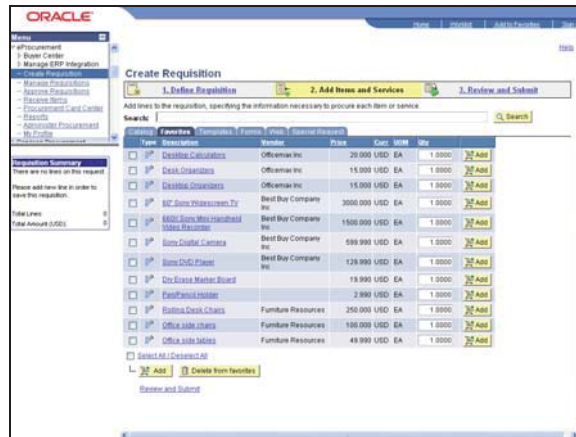 ORACLE
Home Worklist Add to Favorites Sign
Menu
Help
eProcurement
Buyer Center
Manage ERP Integration
Create Requisition
Manage Requisitions
Approve Requisitions
Receive Items
Procurement Card Center
Reports
Administer Procurement
My Profile
Services Procurement
Requisition Summary
There are no lines on this request
Please add new line in order to
save this requisition.
Total Lines 0
Total Amount (USD) 0
Create Requisition
1. Define Requisition 2. Add Items and Services 3. Review and Submit
Add lines to the requisition, specifying the information necessary to procure each item or service
Search: Search
Catalog Favorites Templates Forms Web Special Request
Type Description Vendor Price Curr UOM Qty
Desktop Calculators Officemax Inc 20.000 USD EA 1.0000 Add
Desk Organizers Officemax Inc 15.000 USD EA 1.0000 Add
Desktop Organizers Officemax Inc 15.000 USD EA 1.0000 Add
60" Sony Widescreen TV Best Buy Company Inc 3000.000 USD EA 1.0000 Add
Sony Mini Handheld Video Recorder Best Buy Company Inc 1500.000 USD EA 1.0000 Add
Sony Digital Camera Best Buy Company Inc 599.990 USD EA 1.0000 Add
Sony DVD Player Best Buy Company Inc USD EA 1.0000 Add
Dry Erase Marker Board 19.990 USD EA 1.0000 Add
Pen/Pencil Holder 2.990 USD EA 1.0000 Add
Rolling Desk Chairs Furniture Resources 250.000 USD EA 1.0000 Add
Office side chairs Furniture Resources 100.000 USD EA 1.0000 Add
Office side tables Furniture Resources 49.990 USD EA 1.0000 Add
Select All / Deselect All
Add Delete from favorites
Review and Submit